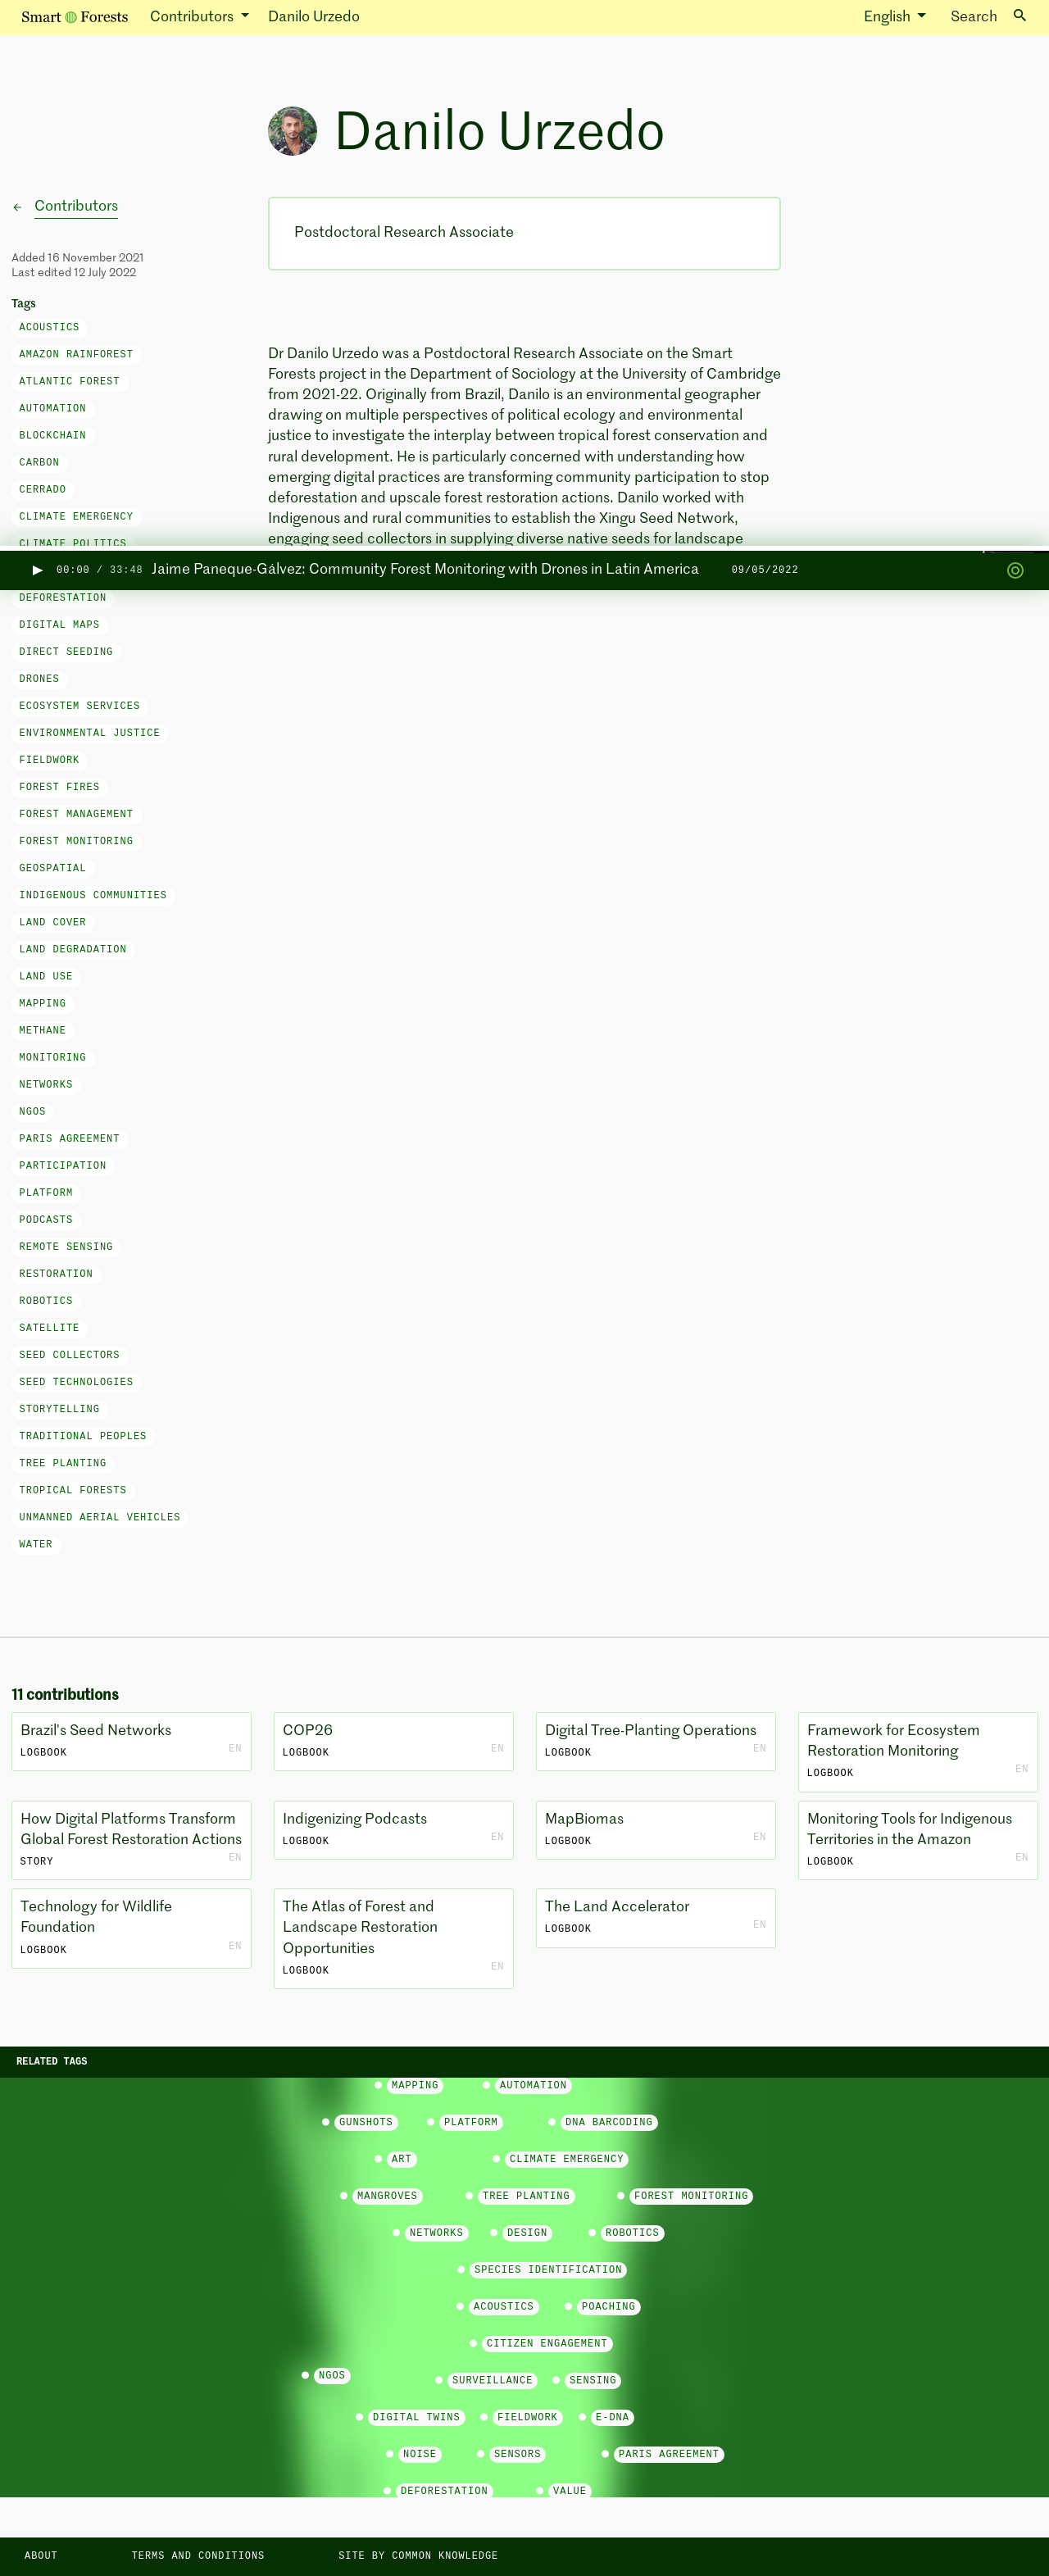 Smart Forests
Contributors
Danilo Urzedo
English
Search
Danilo Urzedo
Contributors
Added 16 November 2021
Last edited 12 July 2022
Tags
ACOUSTICS
AMAZON RAINFOREST
ATLANTIC FOREST
AUTOMATION
BLOCKCHAIN
CARBON
CERRADO
CLIMATE EMERGENCY
CLIMATE POLITICS
DEFORESTATION
DIGITAL MAPS
DIRECT SEEDING
DRONES
ECOSYSTEM SERVICES
ENVIRONMENTAL JUSTICE
FIELDWORK
FOREST FIRES
FOREST MANAGEMENT
FOREST MONITORING
GEOSPATIAL
INDIGENOUS COMMUNITIES
LAND COVER
LAND DEGRADATION
LAND USE
MAPPING
METHANE
MONITORING
NETWORKS
NGOS
PARIS AGREEMENT
PARTICIPATION
PLATFORM
PODCASTS
REMOTE SENSING
RESTORATION
ROBOTICS
SATELLITE
SEED COLLECTORS
SEED TECHNOLOGIES
STORYTELLING
TRADITIONAL PEOPLES
TREE PLANTING
TROPICAL FORESTS
UNMANNED AERIAL VEHICLES
WATER
Postdoctoral Research Associate
Dr Danilo Urzedo was a Postdoctoral Research Associate on the Smart
Forests project in the Department of Sociology at the University of Cambridge
from 2021-22. Originally from Brazil, Danilo is an environmental geographer
drawing on multiple perspectives of political ecology and environmental
justice to investigate the interplay between tropical forest conservation and
rural development. He is particularly concerned with understanding how
emerging digital practices are transforming community participation to stop
deforestation and upscale forest restoration actions. Danilo worked with
Indigenous and rural communities to establish the Xingu Seed Network,
engaging seed collectors in supplying diverse native seeds for landscape
00:00 / 33:48 Jaime Paneque-Gálvez: Community Forest Monitoring with Drones in Latin America 09/05/2022
11 contributions
Brazil's Seed Networks
LOGBOOK
EN
COP26
LOGBOOK
EN
Digital Tree-Planting Operations
LOGBOOK
EN
Framework for Ecosystem
Restoration Monitoring
LOGBOOK
EN
How Digital Platforms Transform
Global Forest Restoration Actions
STORY
EN
Indigenizing Podcasts
LOGBOOK
EN
MapBiomas
LOGBOOK
EN
Monitoring Tools for Indigenous
Territories in the Amazon
LOGBOOK
EN
Technology for Wildlife
Foundation
LOGBOOK
EN
The Atlas of Forest and
Landscape Restoration
Opportunities
LOGBOOK
EN
The Land Accelerator
LOGBOOK
EN
RELATED TAGS
MAPPING
AUTOMATION
GUNSHOTS
PLATFORM
DNA BARCODING
ART
CLIMATE EMERGENCY
MANGROVES
TREE PLANTING
FOREST MONITORING
NETWORKS
DESIGN
ROBOTICS
SPECIES IDENTIFICATION
ACOUSTICS
POACHING
CITIZEN ENGAGEMENT
NGOS
SURVEILLANCE
SENSING
DIGITAL TWINS
FIELDWORK
E-DNA
NOISE
SENSORS
PARIS AGREEMENT
DEFORESTATION
VALUE
ABOUT
TERMS AND CONDITIONS
SITE BY COMMON KNOWLEDGE